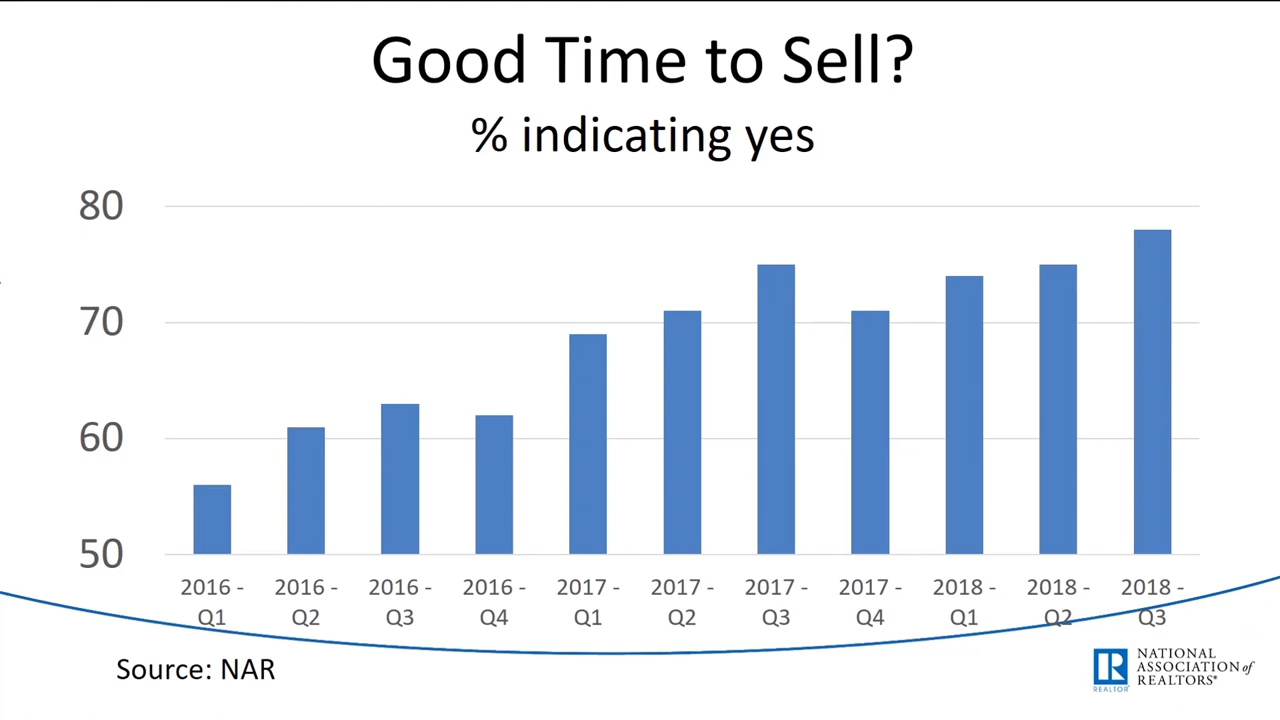 Good Time to Sell?
% indicating yes
80
70
60
50
2016 - 2016 - 2016 - 2016 - 2017 - 2017 - 2017 - 2017 - 2018 - 2018 - 2018 -
Q1 Q2 Q3 Q4 Q1 Q2 Q3 Q4 Q1 Q2 Q3
Source: NAR
NATIONAL
ASSOCIATION of
REALTORS®
REALTOR®